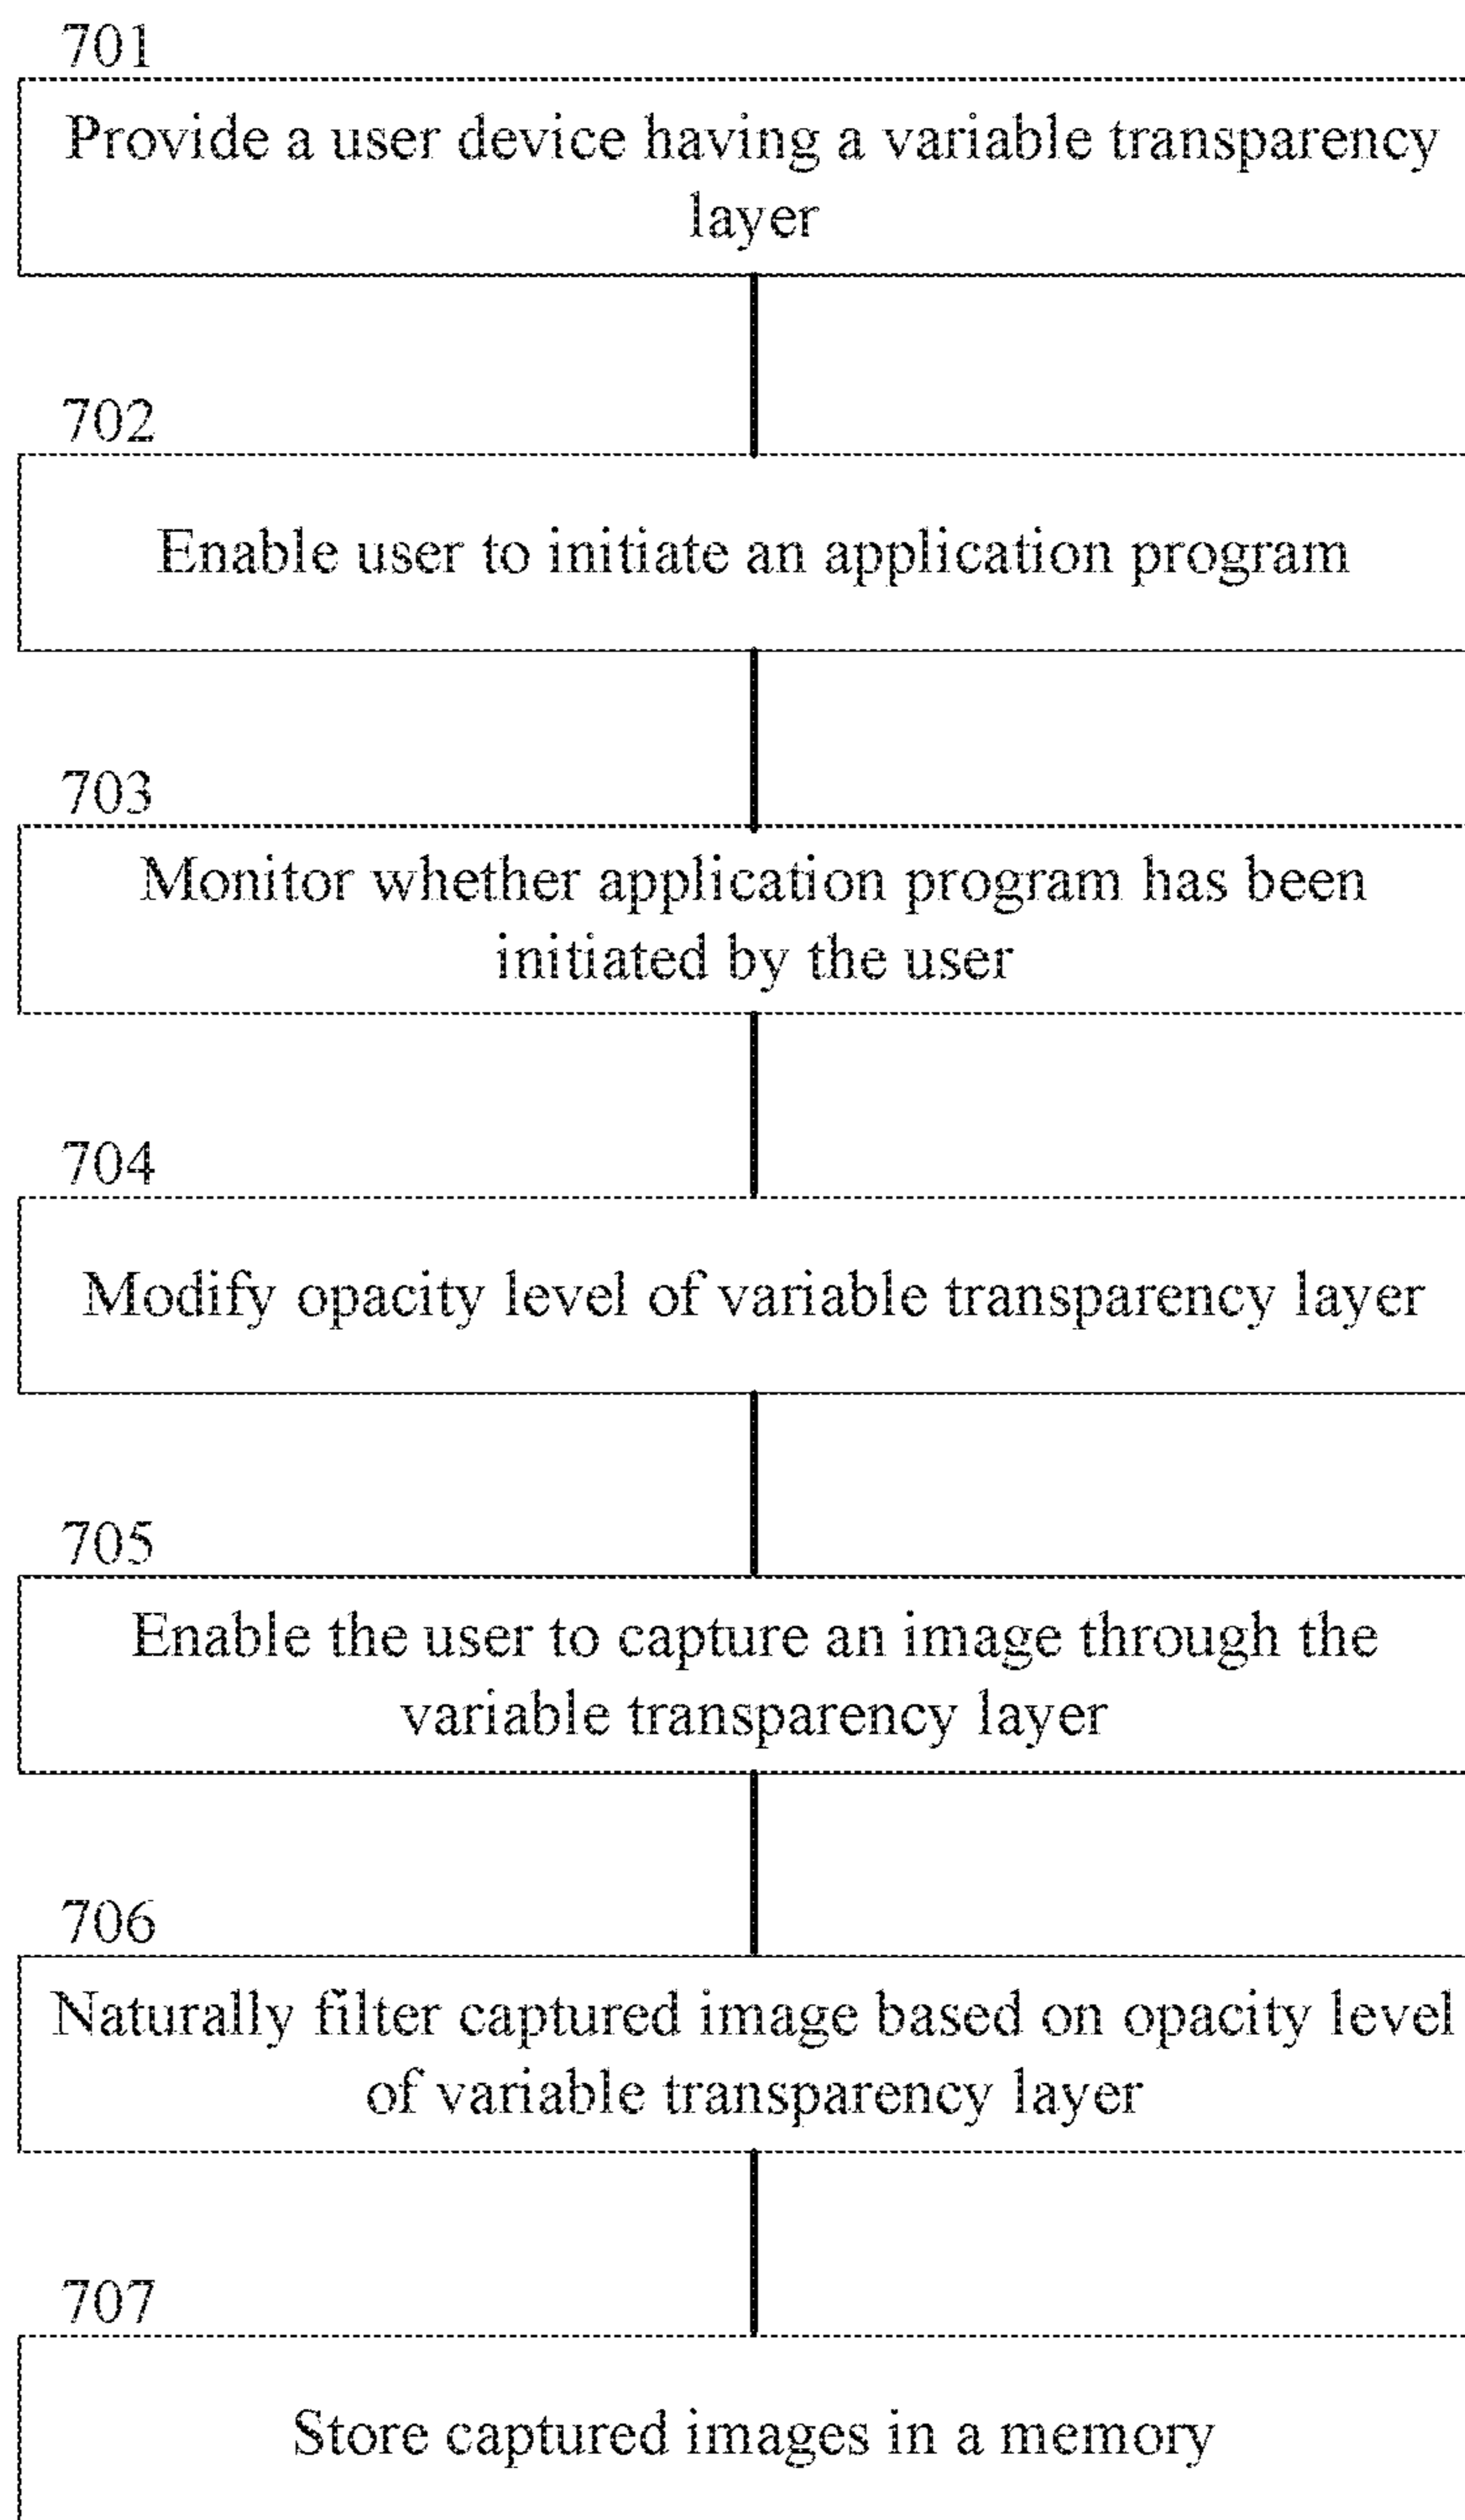 701
Provide a user device having a variable transparency
layer
702
Enable user to initiate an application program
703
Monitor whether application program has been
initiated by the user
704
Modify opacity level of variable transparency layer
705
Enable the user to capture an image through the
variable transparency layer
706
Naturally filter captured image based on opacity level
of variable transparency layer
707
Store captured images in a memory